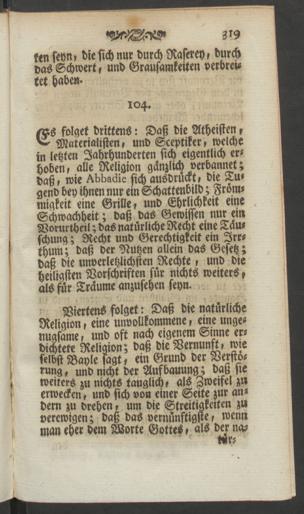 319
ten seyn, die sich nur durch Raserey, durch
das Schwert, und Grausamkeiten verbrei-
tet haben.
104.
Es folget drittens: Daß die Atheisten,
Materialisten, und Sceptiker, welche
in letzten Jahrhunderten sich eigentlich er-
hoben, alle Religion gänzlich verbannet;
daß, wie Abbadie sich ausdrückt, die Tu-
gend bey ihnen nur ein Schattenbild; Fröm-
migkeit eine Grille, und Ehrlichkeit eine
Schwachheit; daß das Gewissen nur ein
Vorurtheil; das natürliche Recht eine Täu-
schung; Recht und Gerechtigkeit ein Irr-
thum; daß der Nutzen allein das Gesetz;
daß die unverletzlichsten Rechte, und die
heiligsten Vorschriften für nichts weiters,
als für Träume anzusehen seyn.
Viertens folget: Daß die natürliche
Religion, eine unvollkommene, eine unge-
nugsame, und oft nach eigenem Sinne er-
dichtete Religion; daß die Vernunft, wie
selbst Bayle sagt, ein Grund der Verstö-
rung, und nicht der Aufbauung; daß sie
weiters zu nichts tauglich, als Zweifel zu
erwecken, und sich von einer Seite zur an-
dern zu drehen, um die Streitigkeiten zu
verewigen; daß das vernünftigste, wenn
man eher dem Worte Gottes, als der na-
tür-